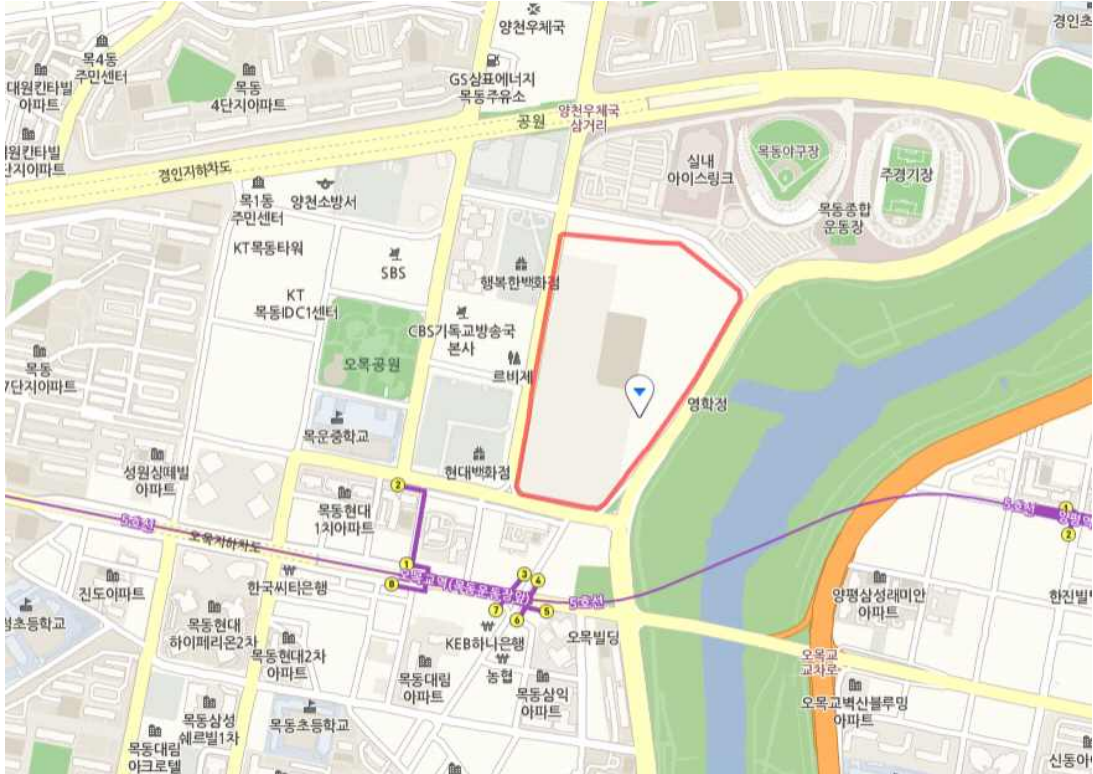 양천우체국
경인초
목4동
주민센터
대원칸타빌
아파트
목동
4단지아파트
GS삼표에너지
목동주유소
양천우체국
삼거리
공원
원칸타빌
단지아파트
경인지하차도
실내
아이스링크
목동야구장
주경기장
목1동
주민센터
양천소방서
목동종합
운동장
KT목동타워
SBS
행복한백화점
KT
목동IDC1센터
CBS기독교방송국
본사
오목공원
르비제
목동
7단지아파트
영학정
목운중학교
현대백화점
성원상떼빌
아파트
2
목동현대
1차아파트
5호선
5호선
1
양평역
2
오목지하차도
1
8
오목교역(목동운동장앞)
3
4
5호선
7
6
5
한국씨티은행
진도아파트
양평삼성래미안
아파트
한진빌
목동현대
하이페리온2차
KEB하나은행
오목빌딩
목동현대2차
아파트
농협
오목교
교차로
목동대림
아파트
목동삼익
아파트
오목교벽산블루밍
아파트
목동삼성
쉐르빌1차
목동초등학교
목동대림
아크로텔
신동아